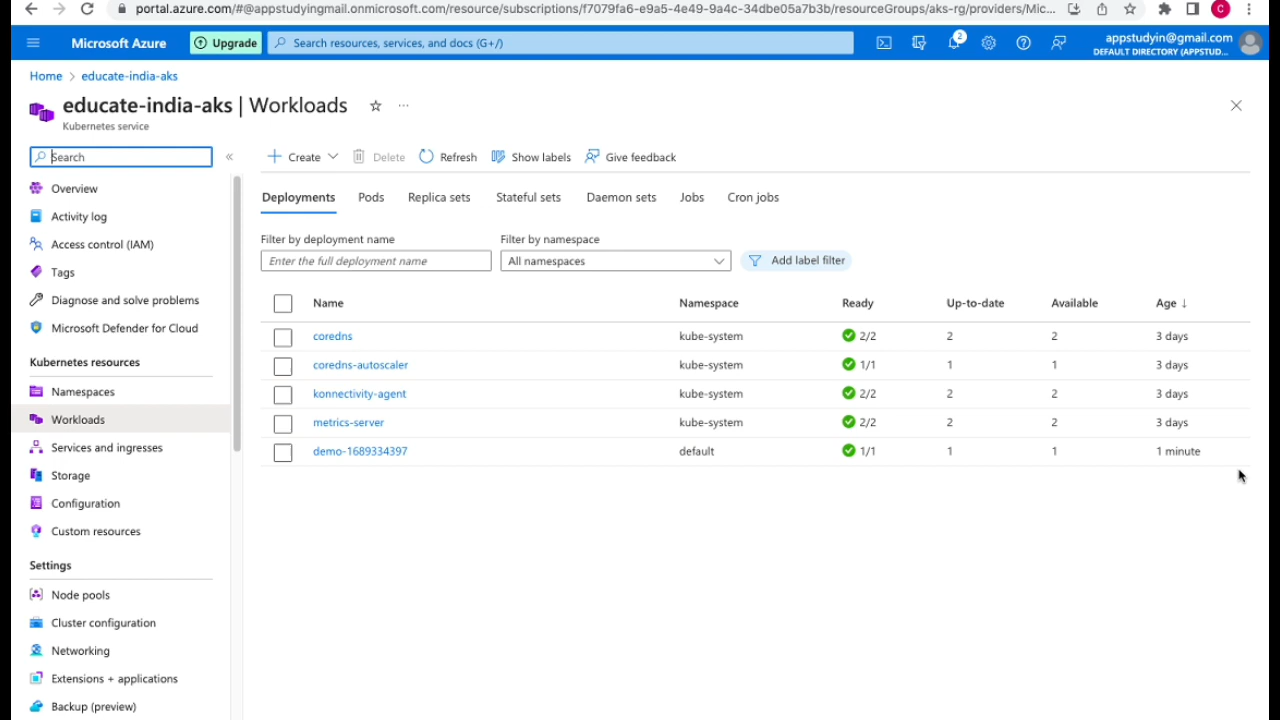 portal.azure.com/#@appstudyingmail.onmicrosoft.com/resource/subscriptions/f7079fa6-e9a5-4e49-9a4c-34dbe05a7b3b/resourceGroups/aks-rg/providers/Mic...
C
Microsoft Azure
Upgrade
Search resources, services, and docs (G+/)
2
appstudyin@gmail.com
DEFAULT DIRECTORY (APPSTUD...
Home > educate-india-aks
educate-india-aks | Workloads
Kubernetes service
Search
Create
Delete
Refresh
Show labels
Give feedback
Overview
Activity log
Access control (IAM)
Tags
Diagnose and solve problems
Microsoft Defender for Cloud
Kubernetes resources
Namespaces
Workloads
Services and ingresses
Storage
Configuration
Custom resources
Settings
Node pools
Cluster configuration
Networking
Extensions + applications
Backup (preview)
Deployments Pods Replica sets Stateful sets Daemon sets Jobs Cron jobs
Filter by deployment name
Enter the full deployment name
Filter by namespace
All namespaces
Add label filter
Name Namespace Ready Up-to-date Available Age ↓
coredns kube-system 2/2 2 2 3 days
coredns-autoscaler kube-system 1/1 1 1 3 days
konnectivity-agent kube-system 2/2 2 2 3 days
metrics-server kube-system 2/2 2 2 3 days
demo-1689334397 default 1/1 1 1 1 minute